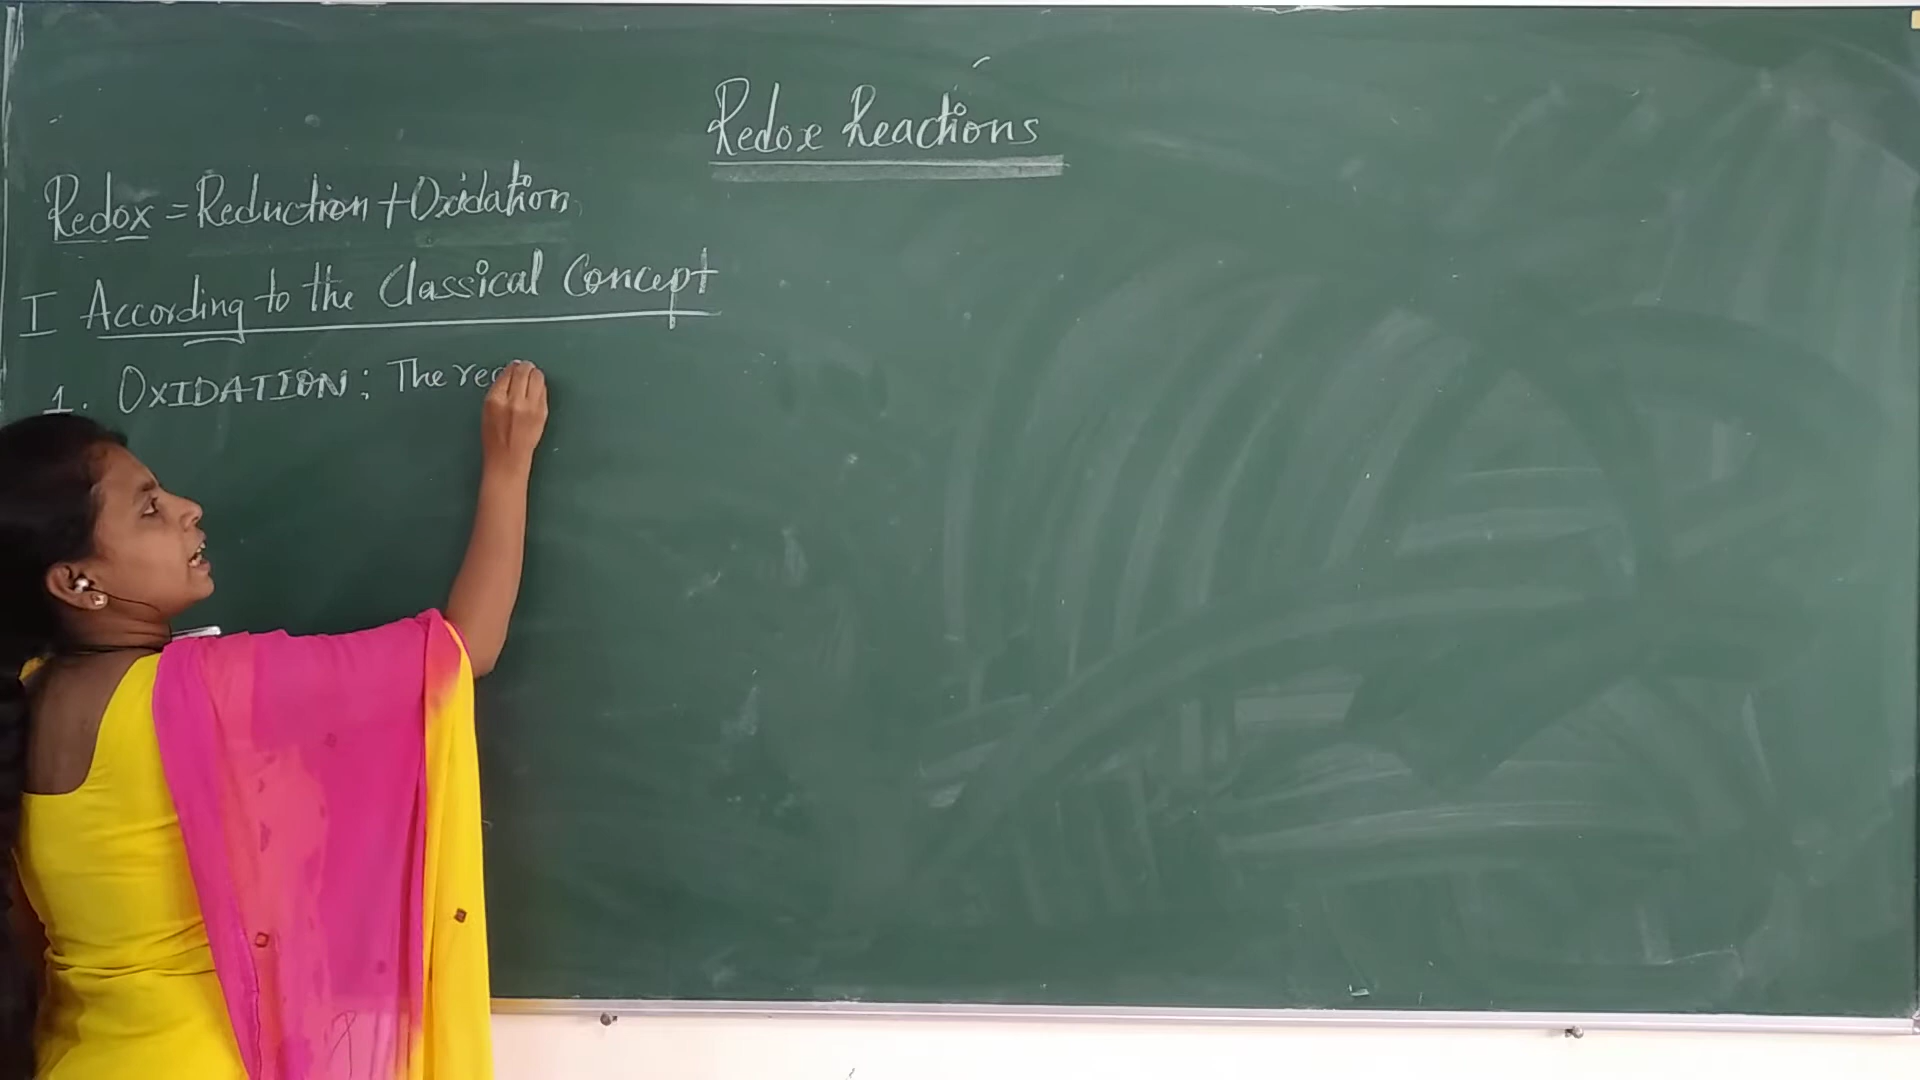 Redox Reactions
Redox = Reduction + Oxidation
I According to the Classical Concept
1. OXIDATION : The rea